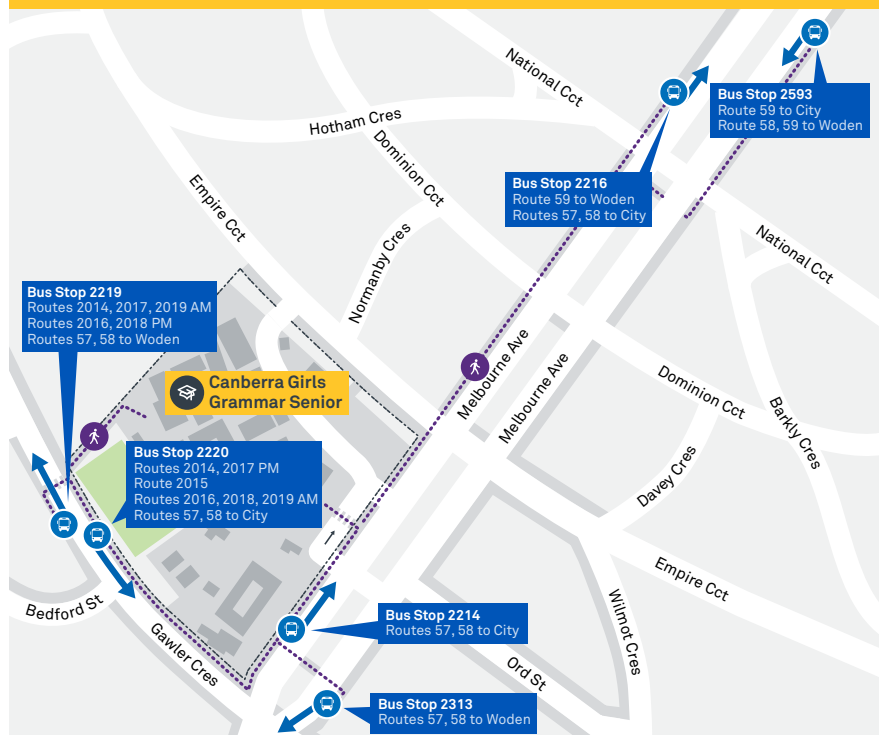 National Cct
Bus Stop 2593
Route 59 to City
Route 58, 59 to Woden
Hotham Cres
Dominion Cct
Bus Stop 2216
Route 59 to Woden
Routes 57, 58 to City
Empire Cct
Normanby Cres
National Cct
Bus Stop 2219
Routes 2014, 2017, 2019 AM
Routes 2016, 2018 PM
Routes 57, 58 to Woden
Canberra Girls
Grammar Senior
Melbourne Ave
Melbourne Ave
Dominion Cct
Barkly Cres
Davey Cres
Bus Stop 2220
Routes 2014, 2017 PM
Route 2015
Routes 2016, 2018, 2019 AM
Routes 57, 58 to City
Empire Cct
Wilmot Cres
Bedford St
Gawler Cres
Bus Stop 2214
Routes 57, 58 to City
Ord St
Bus Stop 2313
Routes 57, 58 to Woden